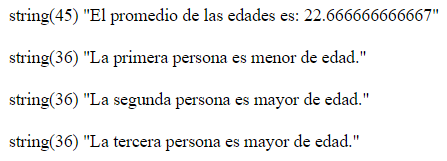 string(45) "El promedio de las edades es: 22.666666666667"
string(36) "La primera persona es menor de edad."
string(36) "La segunda persona es mayor de edad."
string(36) "La tercera persona es mayor de edad."